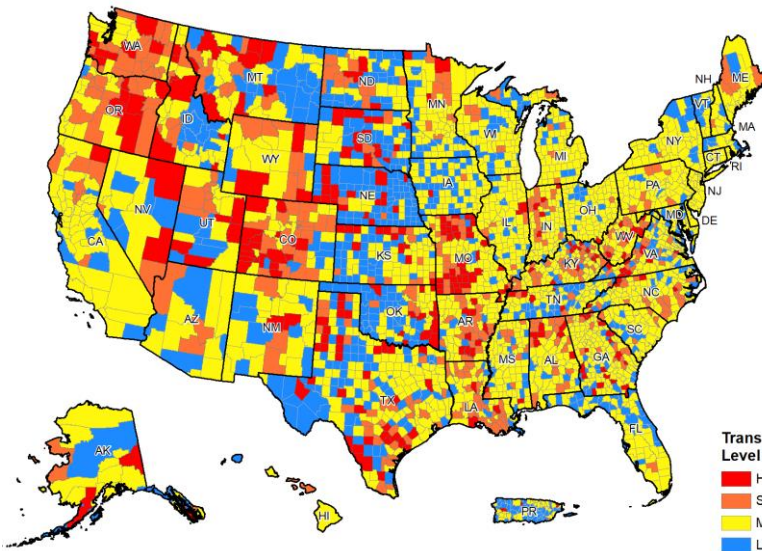 WA
MT
ND
MN
ME
NH
VT
OR
ID
SD
WI
NY
MA
WY
MI
CT
RI
NE
IA
PA
NJ
NV
UT
IL
IN
OH
MD
DE
CA
CO
KS
MO
KY
WV
VA
AZ
NM
OK
AR
TN
NC
SC
TX
LA
MS
AL
GA
FL
AK
HI
PR
Trans
Level
H
S
M
L